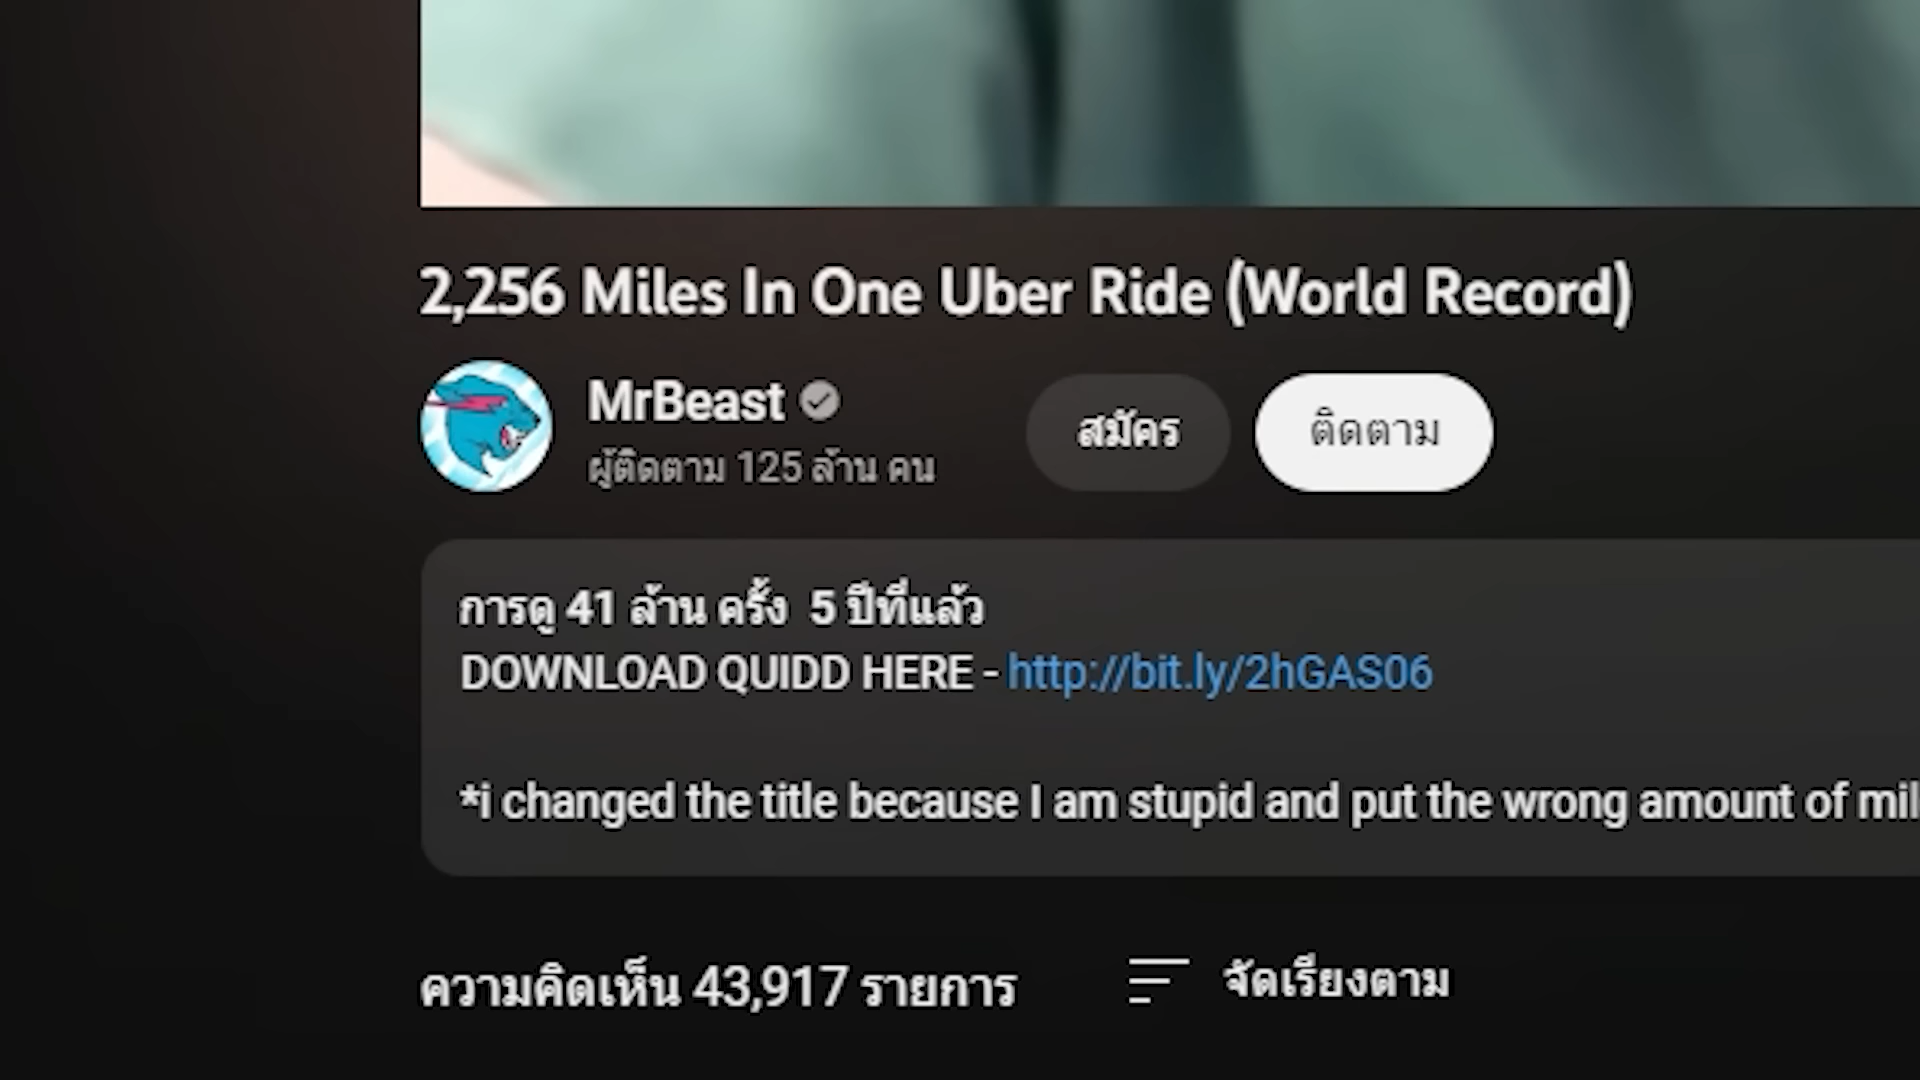 2,256 Miles In One Uber Ride (World Record)
MrBeast
ผู้ติดตาม 125 ล้าน คน
สมัคร
ติดตาม
การดู 41 ล้าน ครั้ง 5 ปีที่แล้ว
DOWNLOAD QUIDD HERE - http://bit.ly/2hGAS06
*i changed the title because I am stupid and put the wrong amount of mil
ความคิดเห็น 43,917 รายการ
จัดเรียงตาม